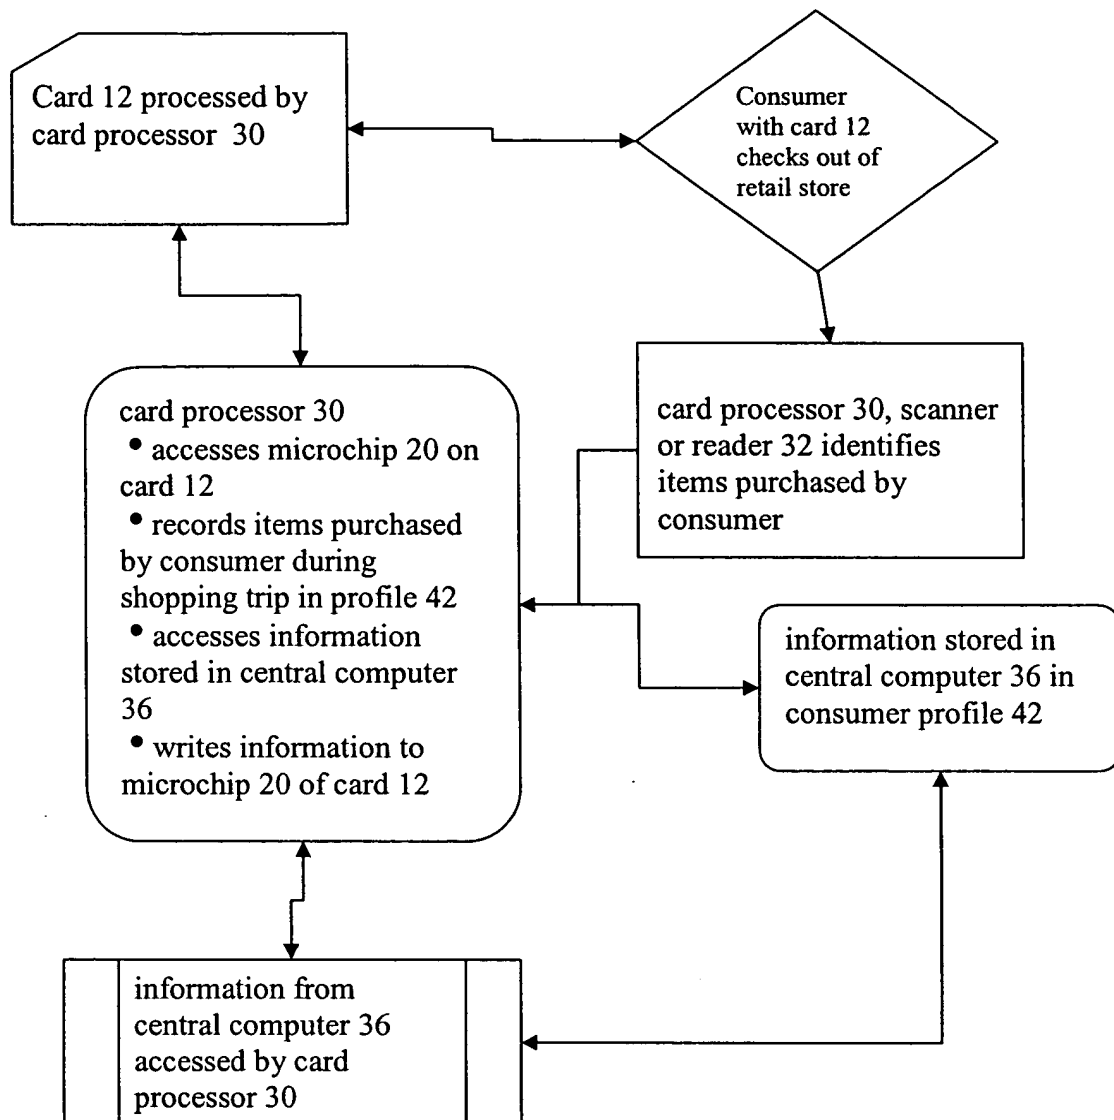 Card 12 processed by
card processor 30
Consumer
with card 12
checks out of
retail store
card processor 30
• accesses microchip 20 on
card 12
• records items purchased
by consumer during
shopping trip in profile 42
• accesses information
stored in central computer
36
• writes information to
microchip 20 of card 12
card processor 30, scanner
or reader 32 identifies
items purchased by
consumer
information stored in
central computer 36 in
consumer profile 42
information from
central computer 36
accessed by card
processor 30